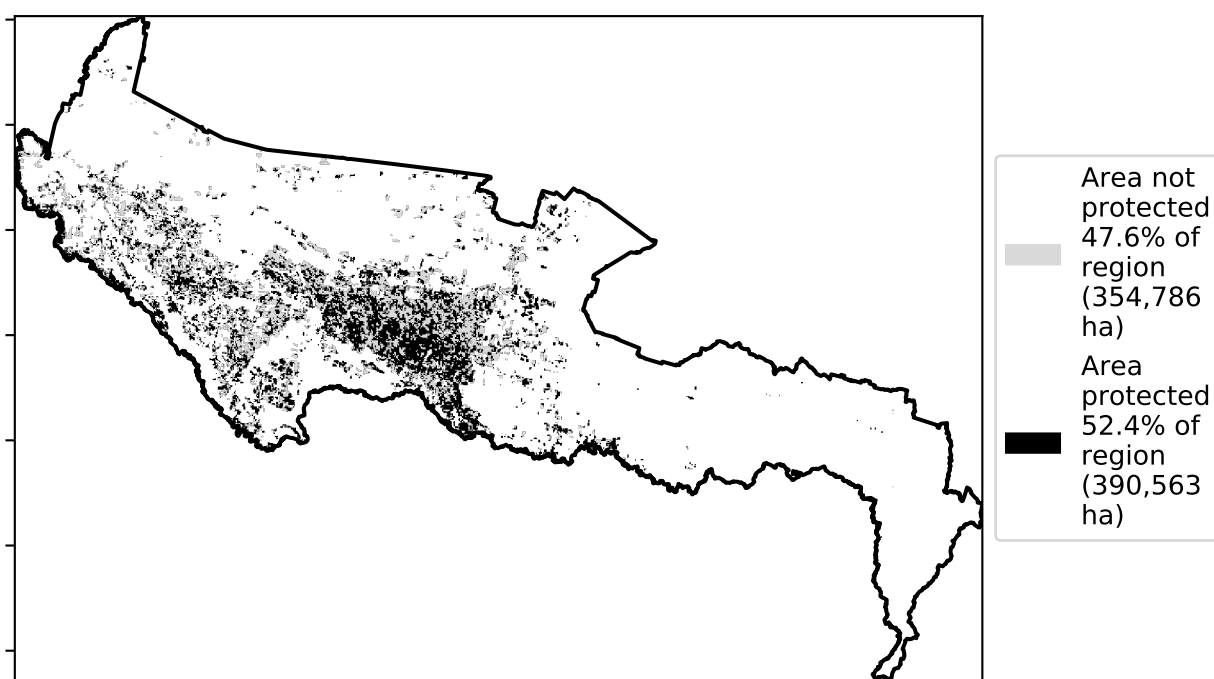 Area not
protected
47.6% of
region
(354,786
ha)
Area
protected
52.4% of
region
(390,563
ha)